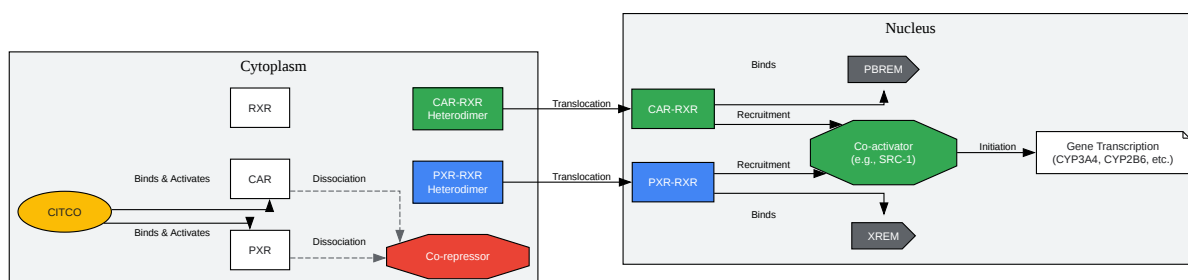 Cytoplasm
RXR
CAR-RXR
Heterodimer
Binds & Activates
CAR
Dissociation
PXR-RXR
Heterodimer
CITCO
Binds & Activates
PXR
Dissociation
Co-repressor
Translocation
Translocation
Nucleus
Binds
PBREM
CAR-RXR
Recruitment
Co-activator
(e.g., SRC-1)
Initiation
Gene Transcription
(CYP3A4, CYP2B6, etc.)
Recruitment
PXR-RXR
Binds
XREM